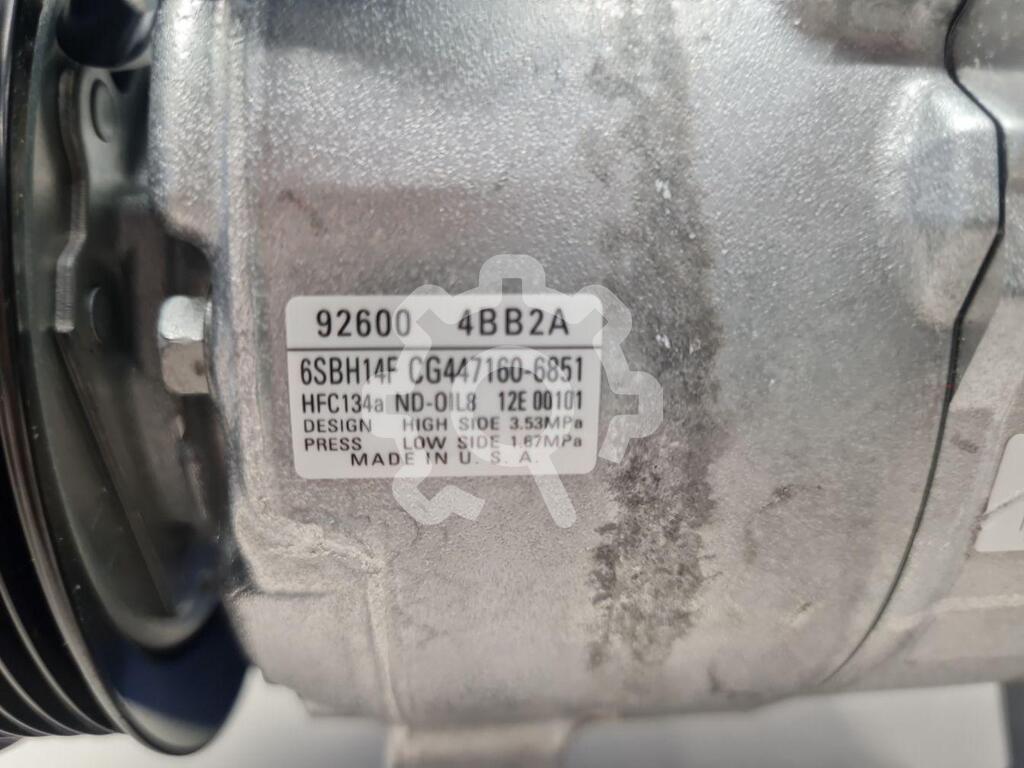 92600 4BB2A
6SBH14F CG447160-6851
HFC134a ND-OIL8 12E 00101
DESIGN HIGH SIDE 3.53MPa
PRESS LOW SIDE 1.67MPa
MADE IN U. S. A.